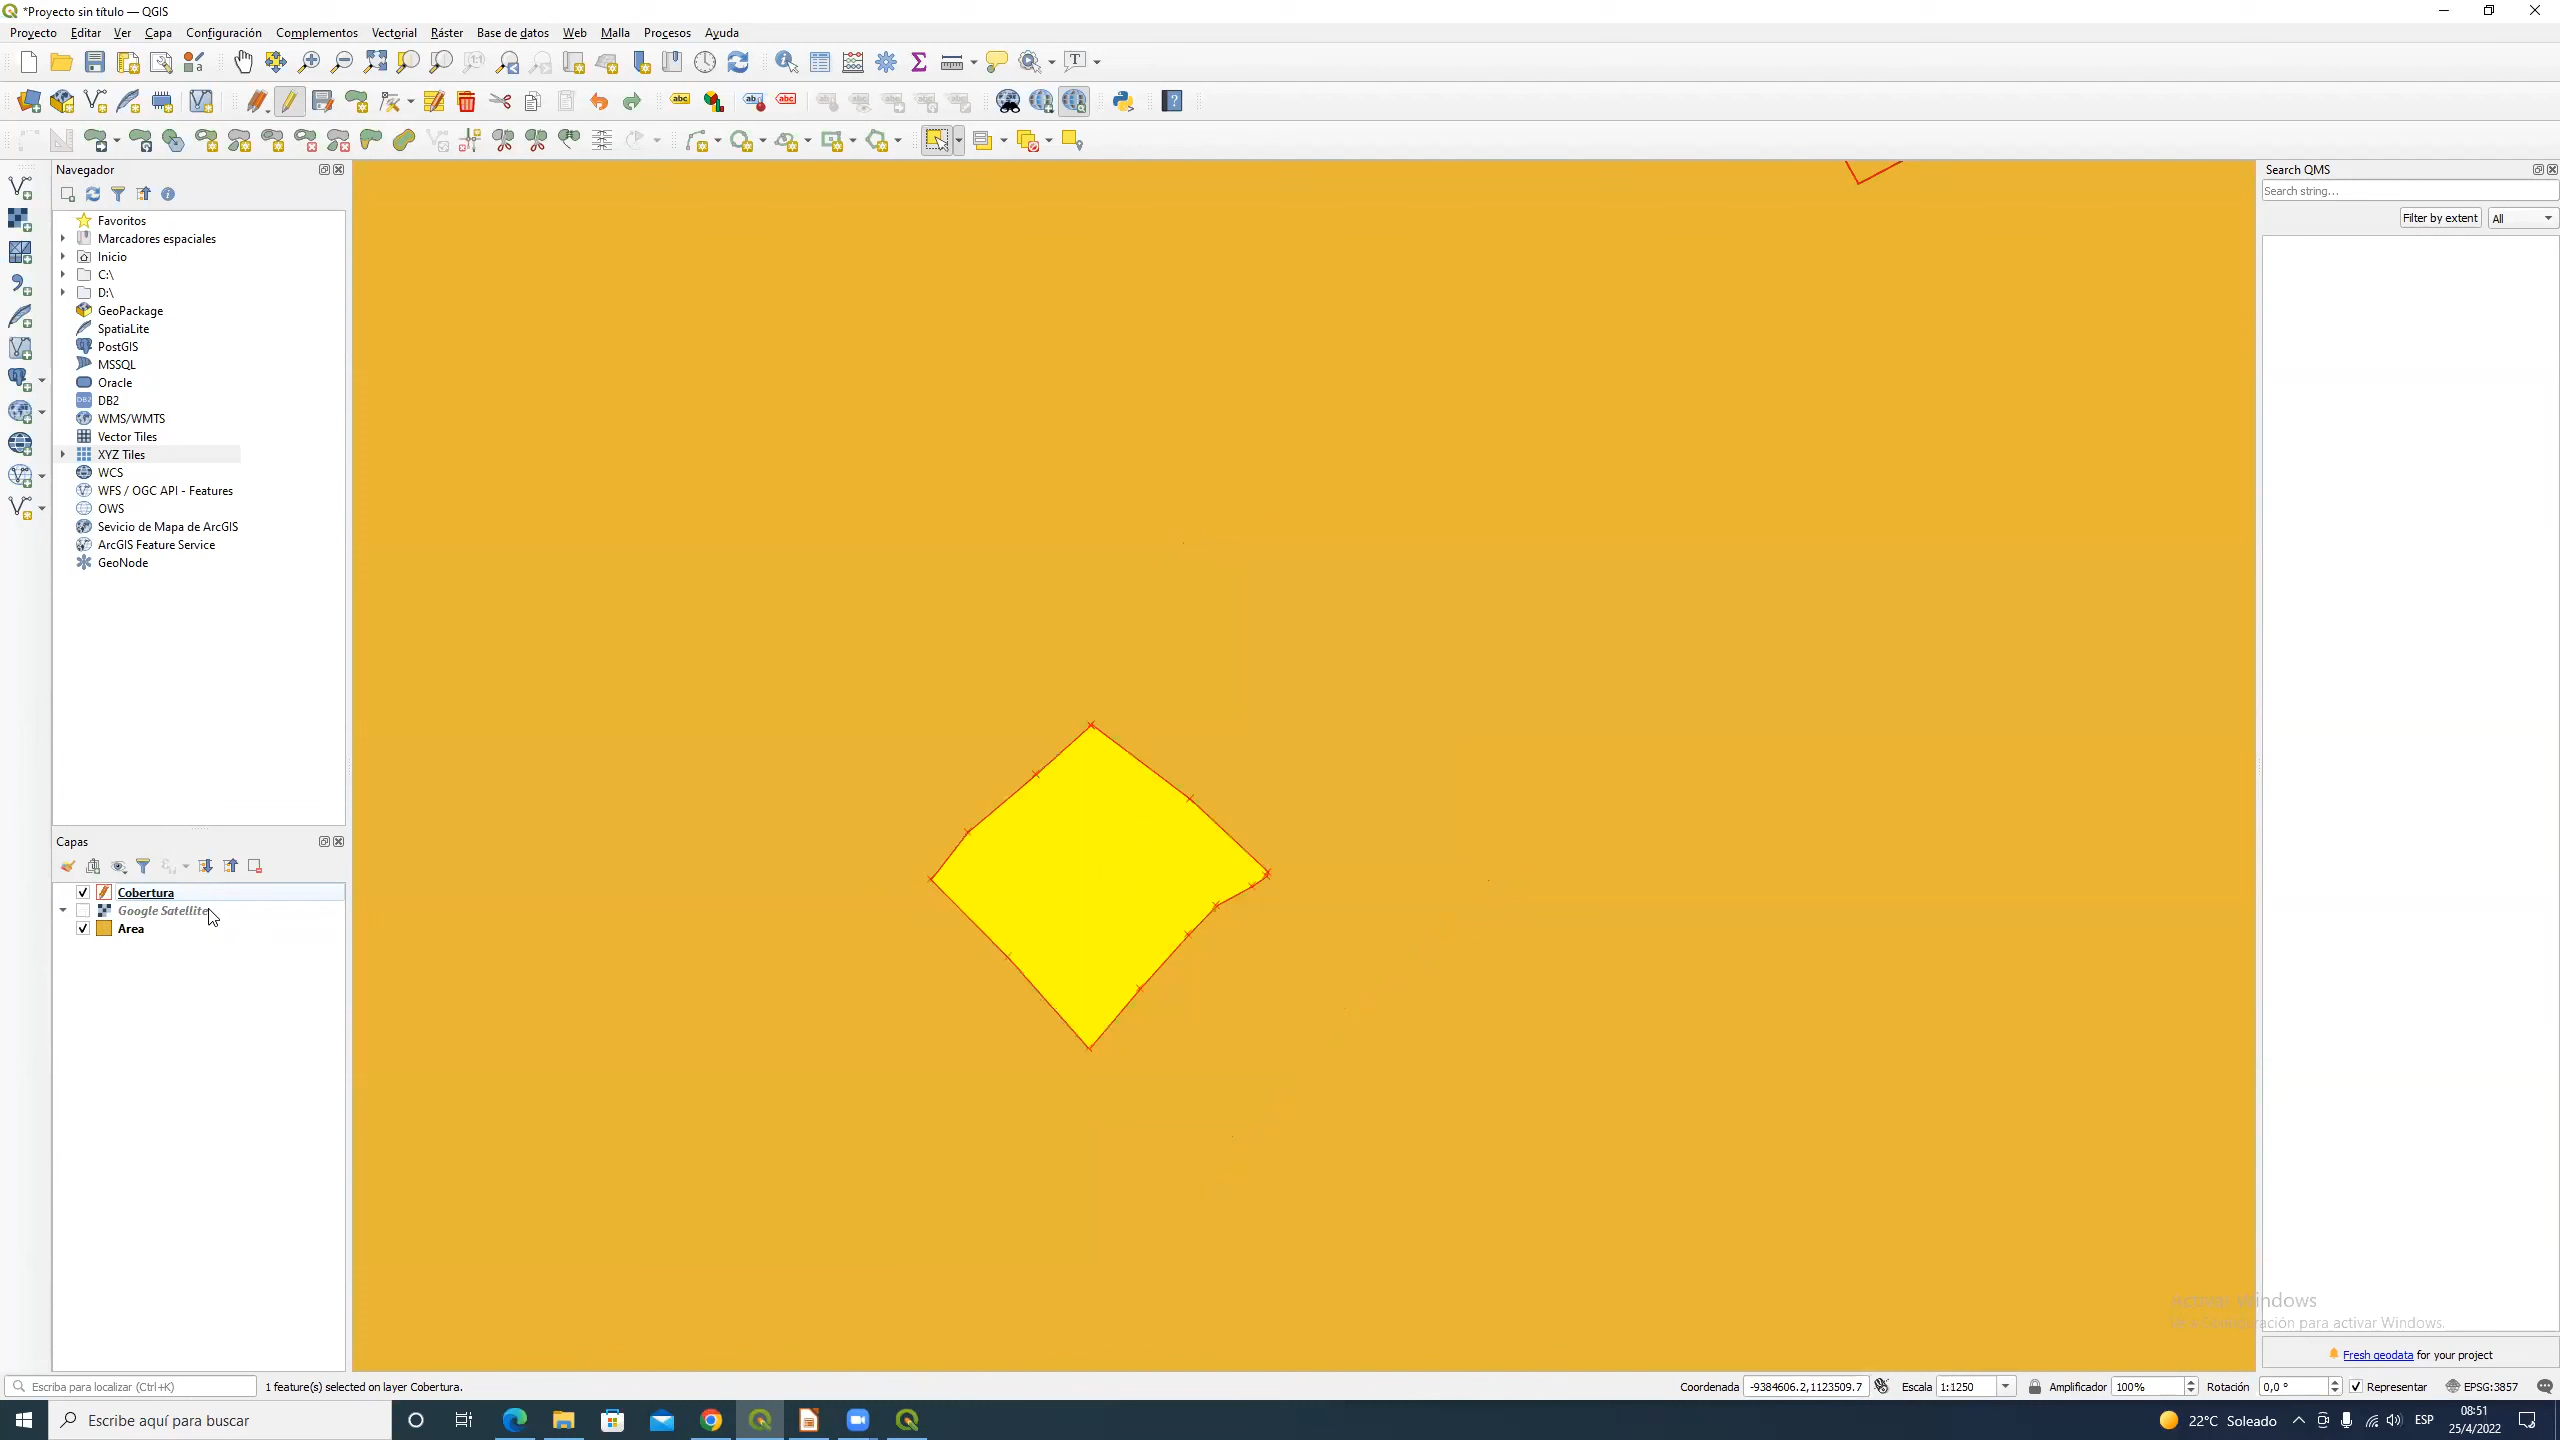 *Proyecto sin título — QGIS
Proyecto Editar Ver Capa Configuración Complementos Vectorial Ráster Base de datos Web Malla Procesos Ayuda
Navegador
Favoritos
Marcadores espaciales
Inicio
C:\
D:\
GeoPackage
SpatiaLite
PostGIS
MSSQL
Oracle
DB2
WMS/WMTS
Vector Tiles
XYZ Tiles
WCS
WFS / OGC API - Features
OWS
Sevicio de Mapa de ArcGIS
ArcGIS Feature Service
GeoNode
Capas
Cobertura
Google Satellite
Area
Search QMS
Search string...
Filter by extent All
Windows
ración para activar Windows.
Fresh geodata for your project
Escriba para localizar (Ctrl+K) 1 feature(s) selected on layer Cobertura. Coordenada -9384606.2,1123509.7 Escala 1:1250 Amplificador 100% Rotación 0,0 ° Representar EPSG:3857
Escribe aquí para buscar
22°C Soleado ESP
08:51
25/4/2022